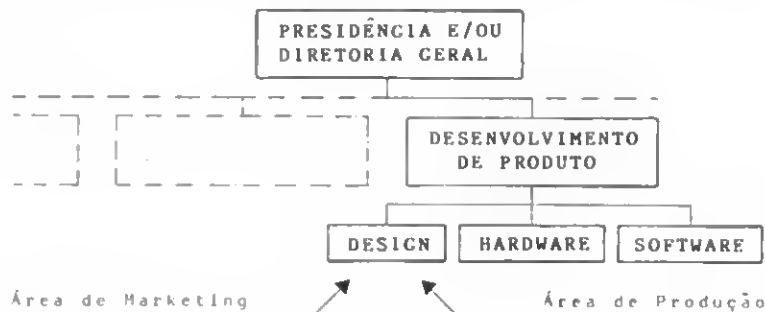 PRESIDÊNCIA E/OU
DIRETORIA GERAL
DESENVOLVIMENTO
DE PRODUTO
DESIGN HARDWARE SOFTWARE
Área de Marketing Área de Produção